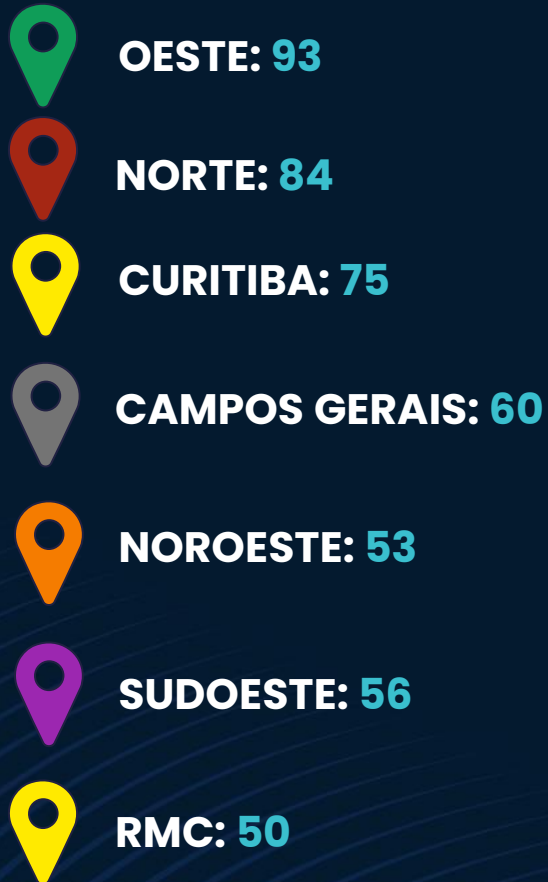 OESTE: 93
NORTE: 84
CURITIBA: 75
CAMPOS GERAIS: 60
NOROESTE: 53
SUDOESTE: 56
RMC: 50